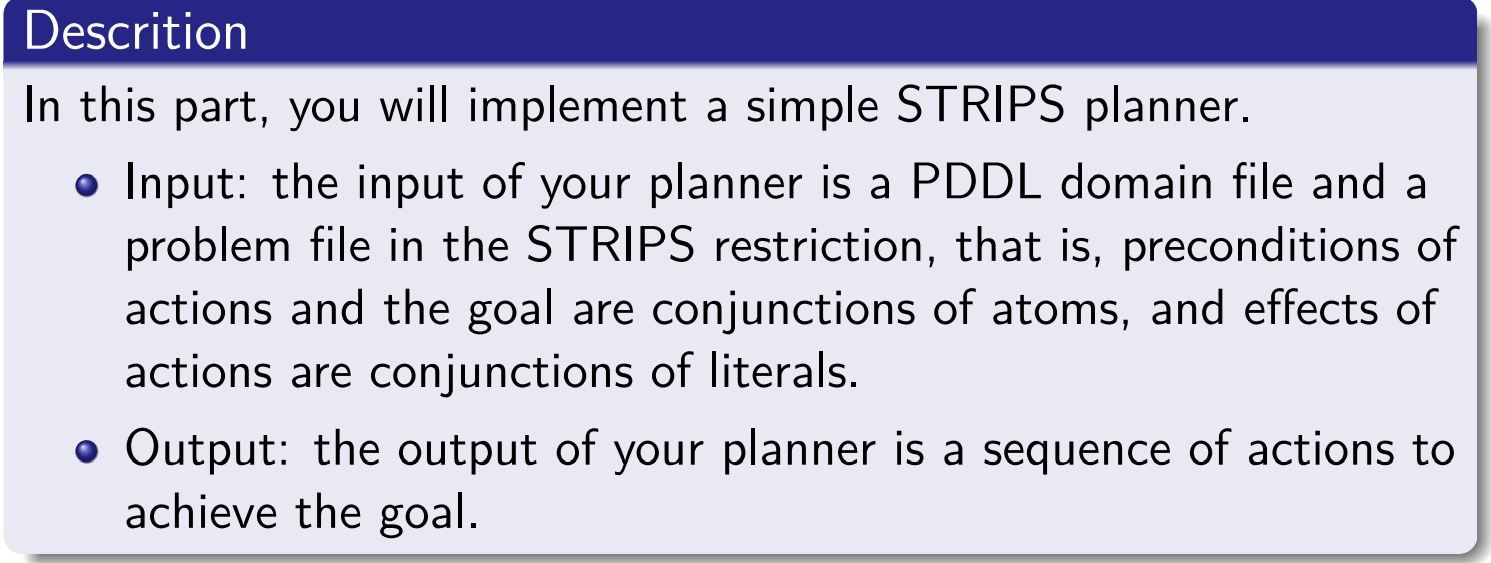 Descrition
In this part, you will implement a simple STRIPS planner.
Input: the input of your planner is a PDDL domain file and a
problem file in the STRIPS restriction, that is, preconditions of
actions and the goal are conjunctions of atoms, and effects of
actions are conjunctions of literals.
Output: the output of your planner is a sequence of actions to
achieve the goal.